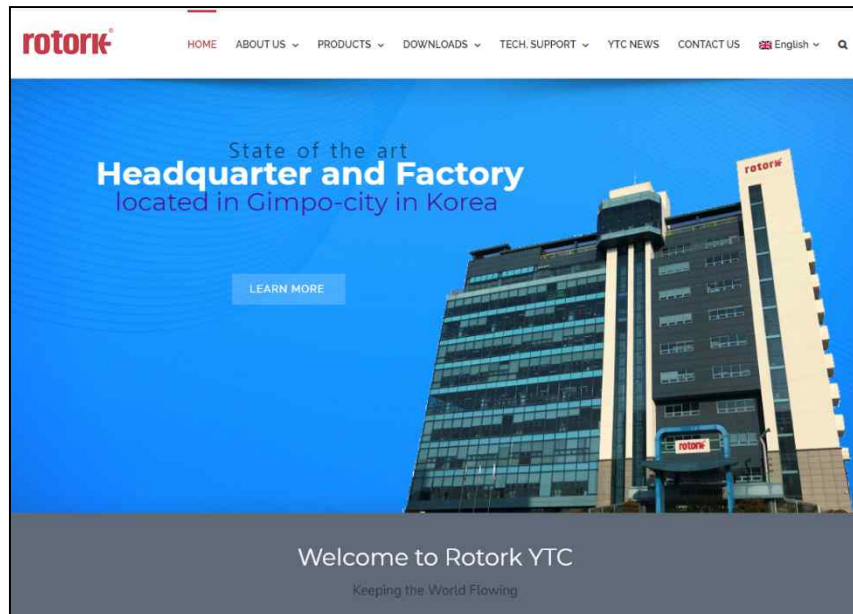 rotork®
HOME ABOUT US PRODUCTS DOWNLOADS TECH. SUPPORT YTC NEWS CONTACT US English
State of the art
Headquarter and Factory
located in Gimpo-city in Korea
rotork
LEARN MORE
rotork
Welcome to Rotork YTC
Keeping the World Flowing